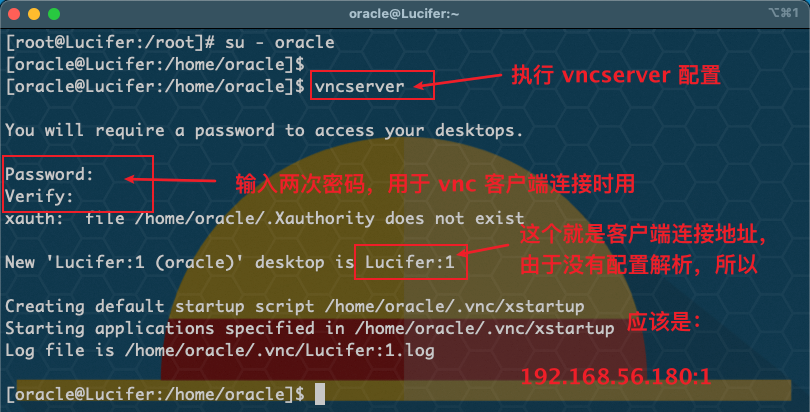 oracle@Lucifer:~
⌥⌘1
[root@Lucifer:/root]# su - oracle
[oracle@Lucifer:/home/oracle]$
[oracle@Lucifer:/home/oracle]$ vncserver
执行 vncserver 配置
You will require a password to access your desktops.
Password:
Verify:
输入两次密码，用于 vnc 客户端连接时用
xauth:  file /home/oracle/.Xauthority does not exist
这个就是客户端连接地址，
New 'Lucifer:1 (oracle)' desktop is Lucifer:1
由于没有配置解析，所以
Creating default startup script /home/oracle/.vnc/xstartup
Starting applications specified in /home/oracle/.vnc/xstartup
应该是：
Log file is /home/oracle/.vnc/Lucifer:1.log
192.168.56.180:1
[oracle@Lucifer:/home/oracle]$